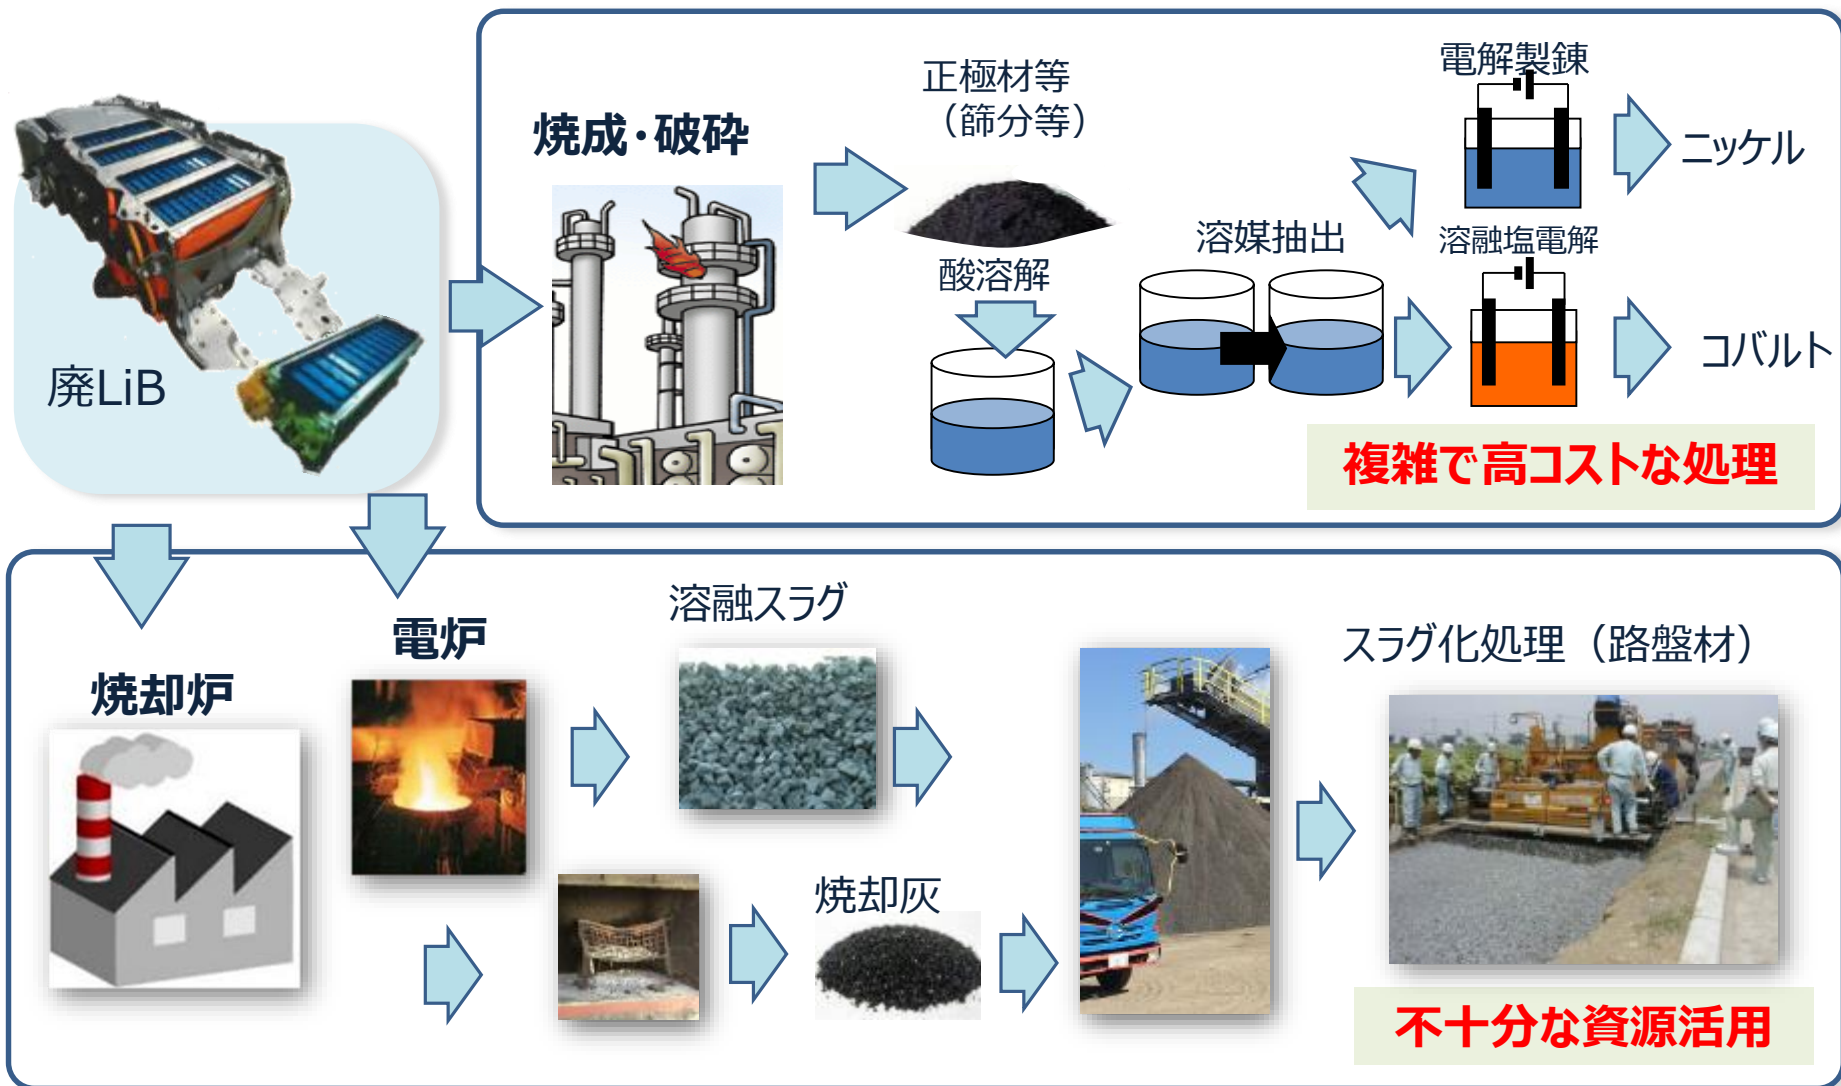 廃LiB
焼成・破砕
正極材等
（篩分等）
酸溶解
溶媒抽出
電解製錬
ニッケル
溶融塩電解
コバルト
複雑で高コストな処理
焼却炉
電炉
溶融スラグ
焼却灰
スラグ化処理（路盤材）
不十分な資源活用